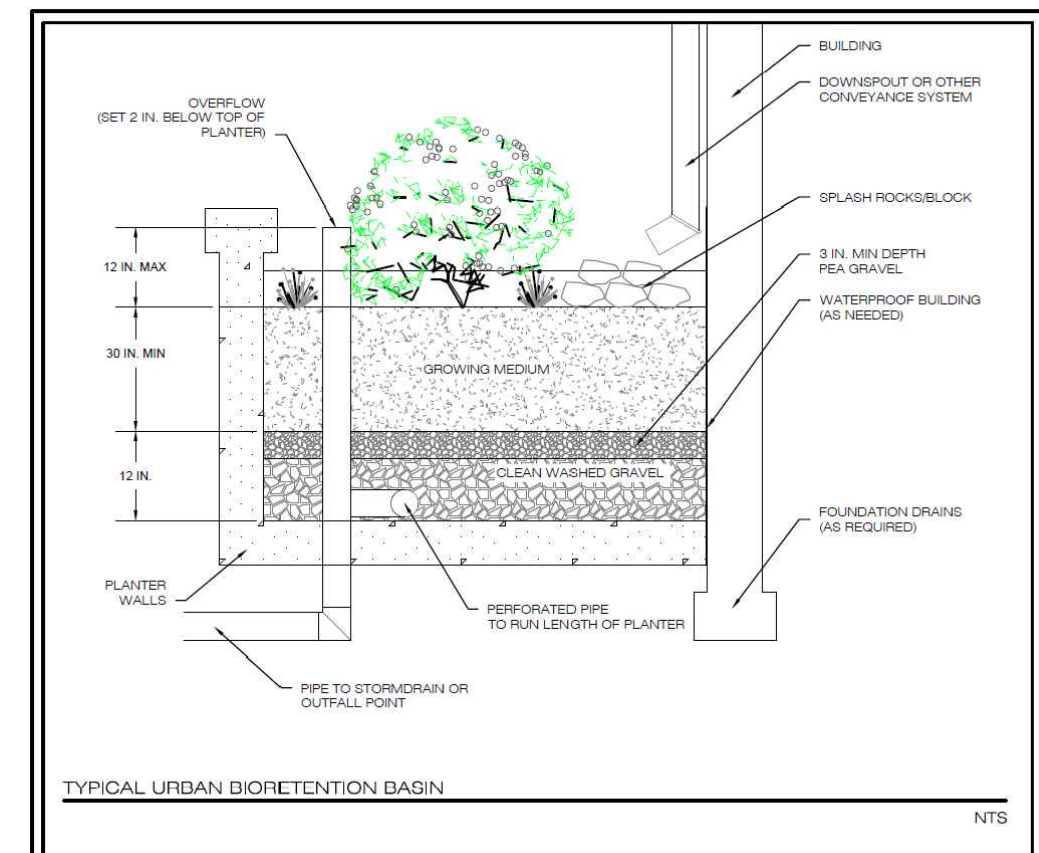 BUILDING
DOWNSPOUT OR OTHER
CONVEYANCE SYSTEM
OVERFLOW
(SET 2 IN. BELOW TOP OF
PLANTER)
SPLASH ROCKS/BLOCK
12 IN. MAX
3 IN. MIN DEPTH
PEA GRAVEL
WATERPROOF BUILDING
(AS NEEDED)
30 IN. MIN
GROWING MEDIUM
12 IN.
CLEAN WASHED GRAVEL
FOUNDATION DRAINS
(AS REQUIRED)
PLANTER
WALLS
PERFORATED PIPE
TO RUN LENGTH OF PLANTER
PIPE TO STORMDRAIN OR
OUTFALL POINT
TYPICAL URBAN BIORETENTION BASIN
NTS